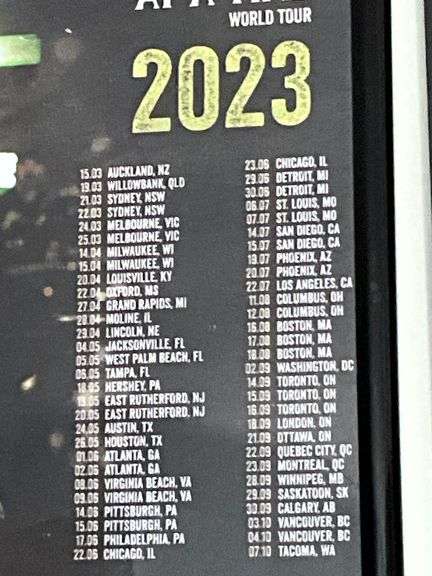 WORLD TOUR
2023
15.03 AUCKLAND, NZ
19.03 WILLOWBANK, QLD
21.03 SYDNEY, NSW
22.03 SYDNEY, NSW
24.03 MELBOURNE, VIC
25.03 MELBOURNE, VIC
14.04 MILWAUKEE, WI
15.04 MILWAUKEE, WI
20.04 LOUISVILLE, KY
22.04 OXFORD, MS
27.04 GRAND RAPIDS, MI
28.04 MOLINE, IL
29.04 LINCOLN, NE
04.05 JACKSONVILLE, FL
05.05 WEST PALM BEACH, FL
06.05 TAMPA, FL
18.05 HERSHEY, PA
19.05 EAST RUTHERFORD, NJ
20.05 EAST RUTHERFORD, NJ
24.05 AUSTIN, TX
26.05 HOUSTON, TX
01.06 ATLANTA, GA
02.06 ATLANTA, GA
08.06 VIRGINIA BEACH, VA
09.06 VIRGINIA BEACH, VA
14.06 PITTSBURGH, PA
15.06 PITTSBURGH, PA
17.06 PHILADELPHIA, PA
22.06 CHICAGO, IL
23.06 CHICAGO, IL
29.06 DETROIT, MI
30.06 DETROIT, MI
06.07 ST. LOUIS, MO
07.07 ST. LOUIS, MO
14.07 SAN DIEGO, CA
15.07 SAN DIEGO, CA
19.07 PHOENIX, AZ
20.07 PHOENIX, AZ
22.07 LOS ANGELES, CA
11.08 COLUMBUS, OH
12.08 COLUMBUS, OH
16.08 BOSTON, MA
17.08 BOSTON, MA
18.08 BOSTON, MA
02.09 WASHINGTON, DC
14.09 TORONTO, ON
15.09 TORONTO, ON
16.09 TORONTO, ON
18.09 LONDON, ON
21.09 OTTAWA, ON
22.09 QUEBEC CITY, QC
23.09 MONTREAL, QC
28.09 WINNIPEG, MB
29.09 SASKATOON, SK
30.09 CALGARY, AB
03.10 VANCOUVER, BC
04.10 VANCOUVER, BC
07.10 TACOMA, WA